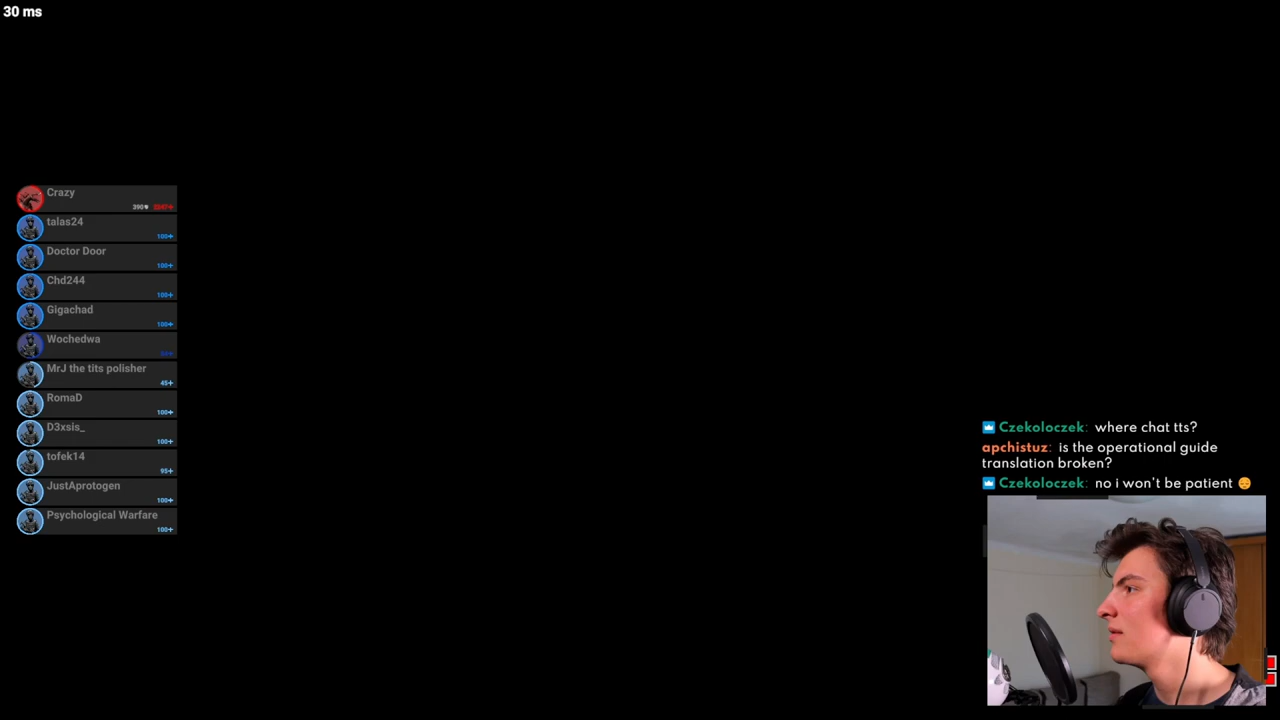 30 ms
Crazy
390
talas24
100+
Doctor Door
100+
Chd244
100+
Gigachad
100+
Wochedwa
MrJ the tits polisher
45+
RomaD
100+
D3xsis_
100+
tofek14
95+
JustAprotogen
100+
Psychological Warfare
100+
Czekoloczek: where chat tts?
apchistuz: is the operational guide
translation broken?
Czekoloczek: no i won't be patient 😔